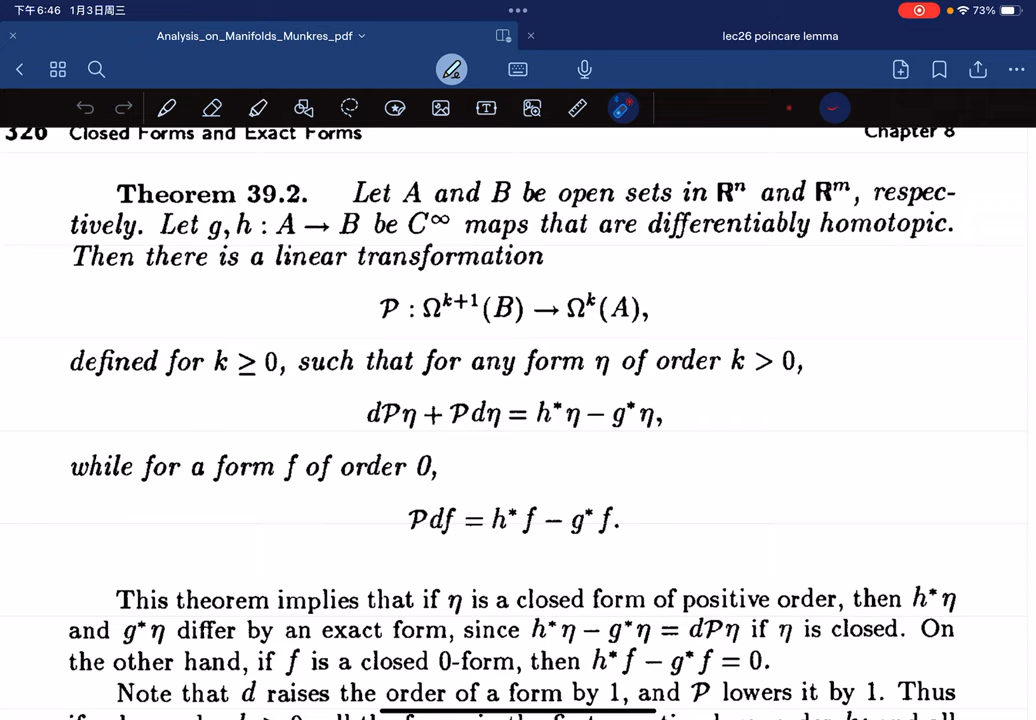 下午6:46 1月3日周三
73%
Analysis_on_Manifolds_Munkres_pdf
lec26 poincare lemma
326 Closed Forms and Exact Forms Chapter 8
Theorem 39.2. Let A and B be open sets in Rⁿ and Rᵐ, respec-
tively. Let g, h : A → B be C∞ maps that are differentiably homotopic.
Then there is a linear transformation
𝒫 : Ωᵏ⁺¹(B) → Ωᵏ(A),
defined for k ≥ 0, such that for any form η of order k > 0,
d𝒫η + 𝒫dη = h*η − g*η,
while for a form f of order 0,
𝒫df = h*f − g*f.
This theorem implies that if η is a closed form of positive order, then h*η
and g*η differ by an exact form, since h*η − g*η = d𝒫η if η is closed. On
the other hand, if f is a closed 0-form, then h*f − g*f = 0.
Note that d raises the order of a form by 1, and 𝒫 lowers it by 1. Thus